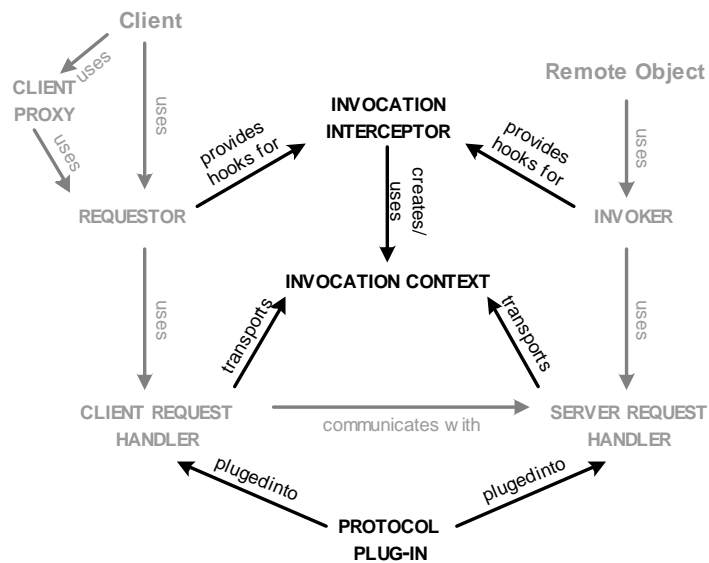 Client
uses
CLIENT
PROXY
uses
uses
Remote Object
INVOCATION
INTERCEPTOR
provides
hooks for
provides
hooks for
uses
creates/
uses
REQUESTOR
INVOKER
INVOCATION CONTEXT
uses
transports
transports
uses
CLIENT REQUEST
HANDLER
communicates with
SERVER REQUEST
HANDLER
plugedinto
plugedinto
PROTOCOL
PLUG-IN